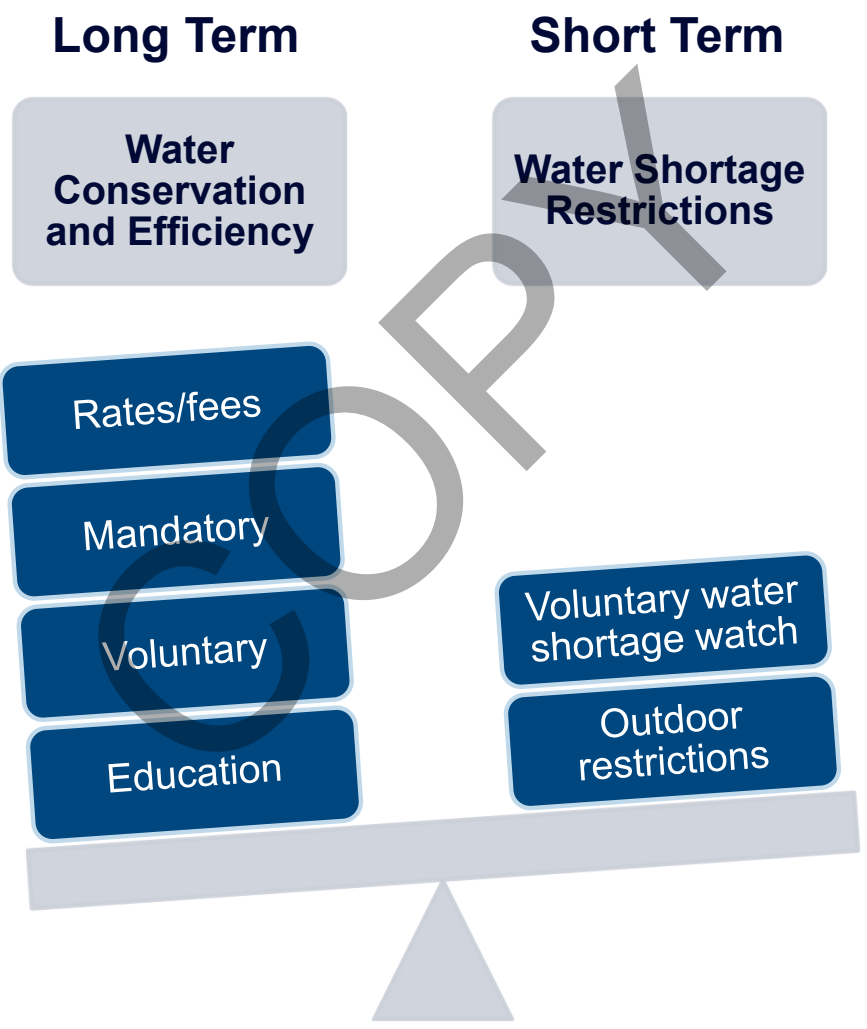 Long Term
Short Term
Water
Conservation
and Efficiency
Water Shortage
Restrictions
Rates/fees
Mandatory
Voluntary
Education
Voluntary water
shortage watch
Outdoor
restrictions
COPY